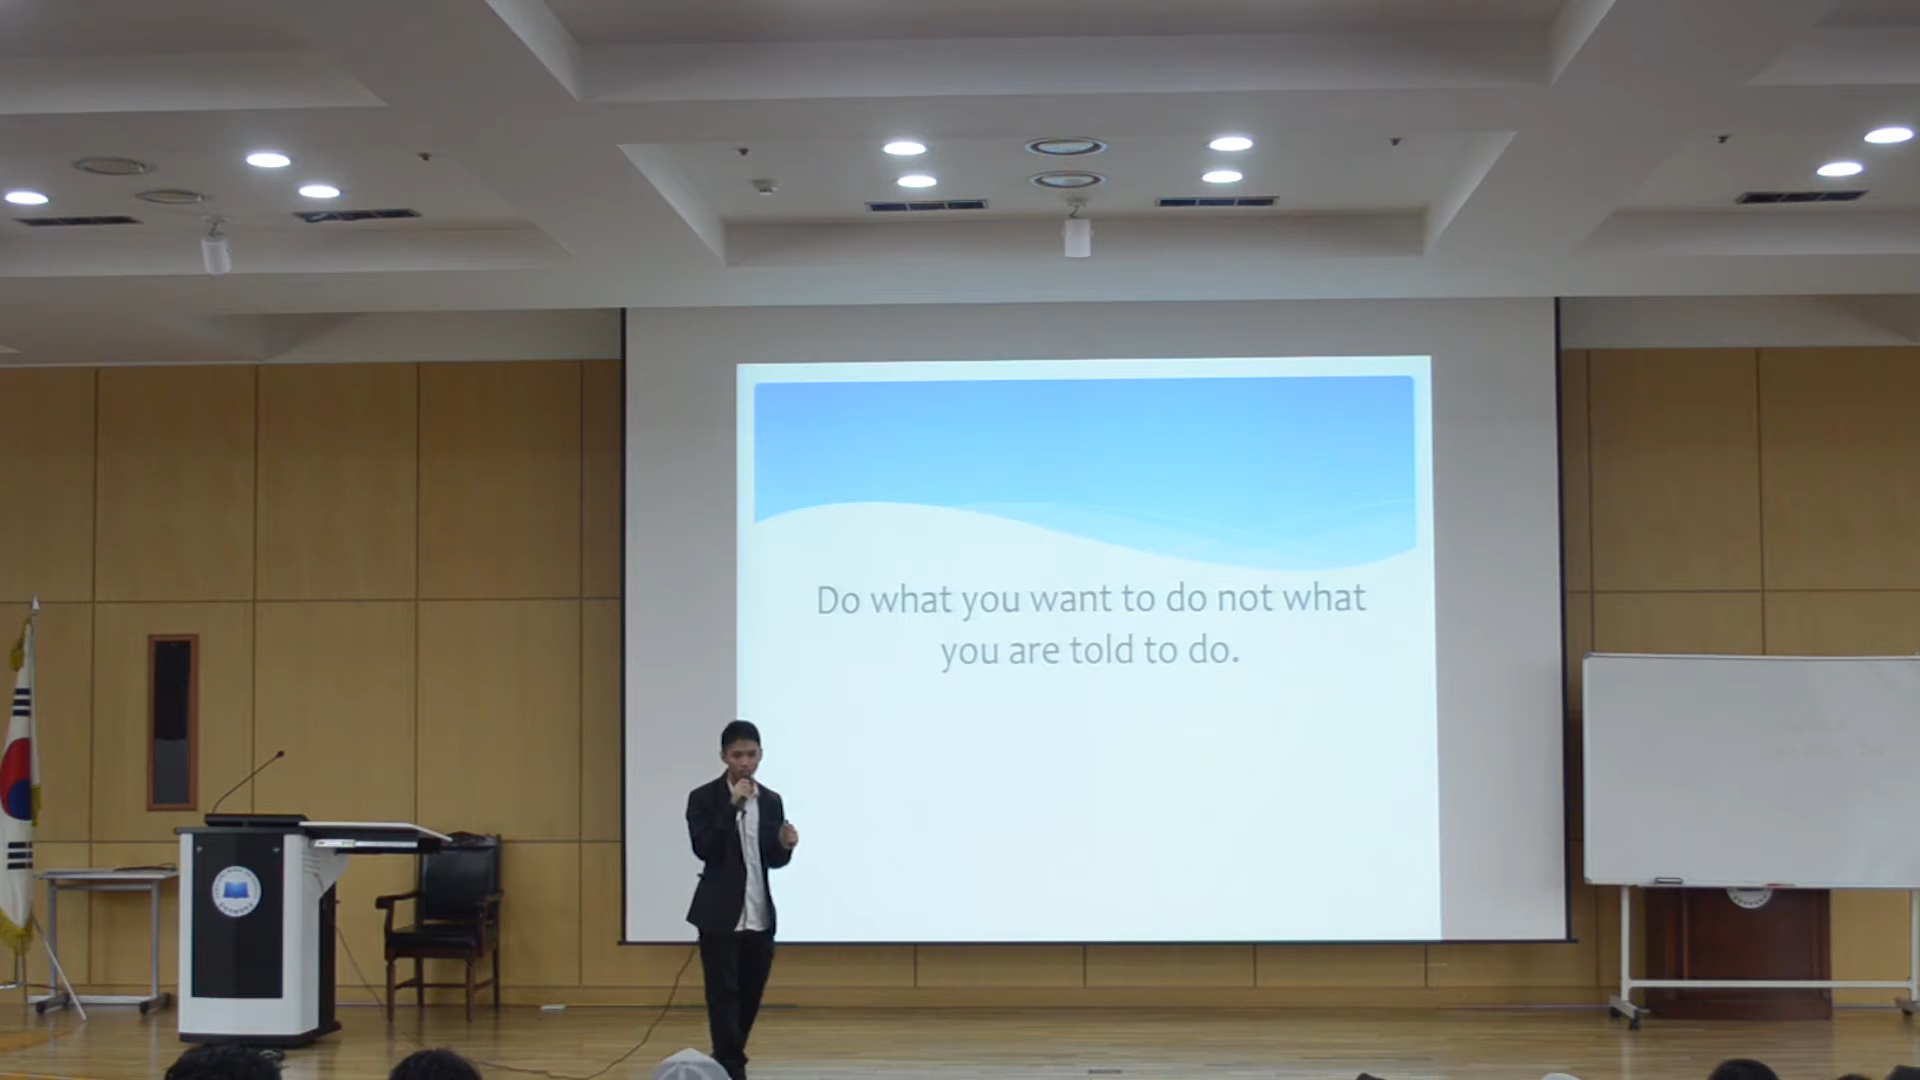 Do what you want to do not what
you are told to do.